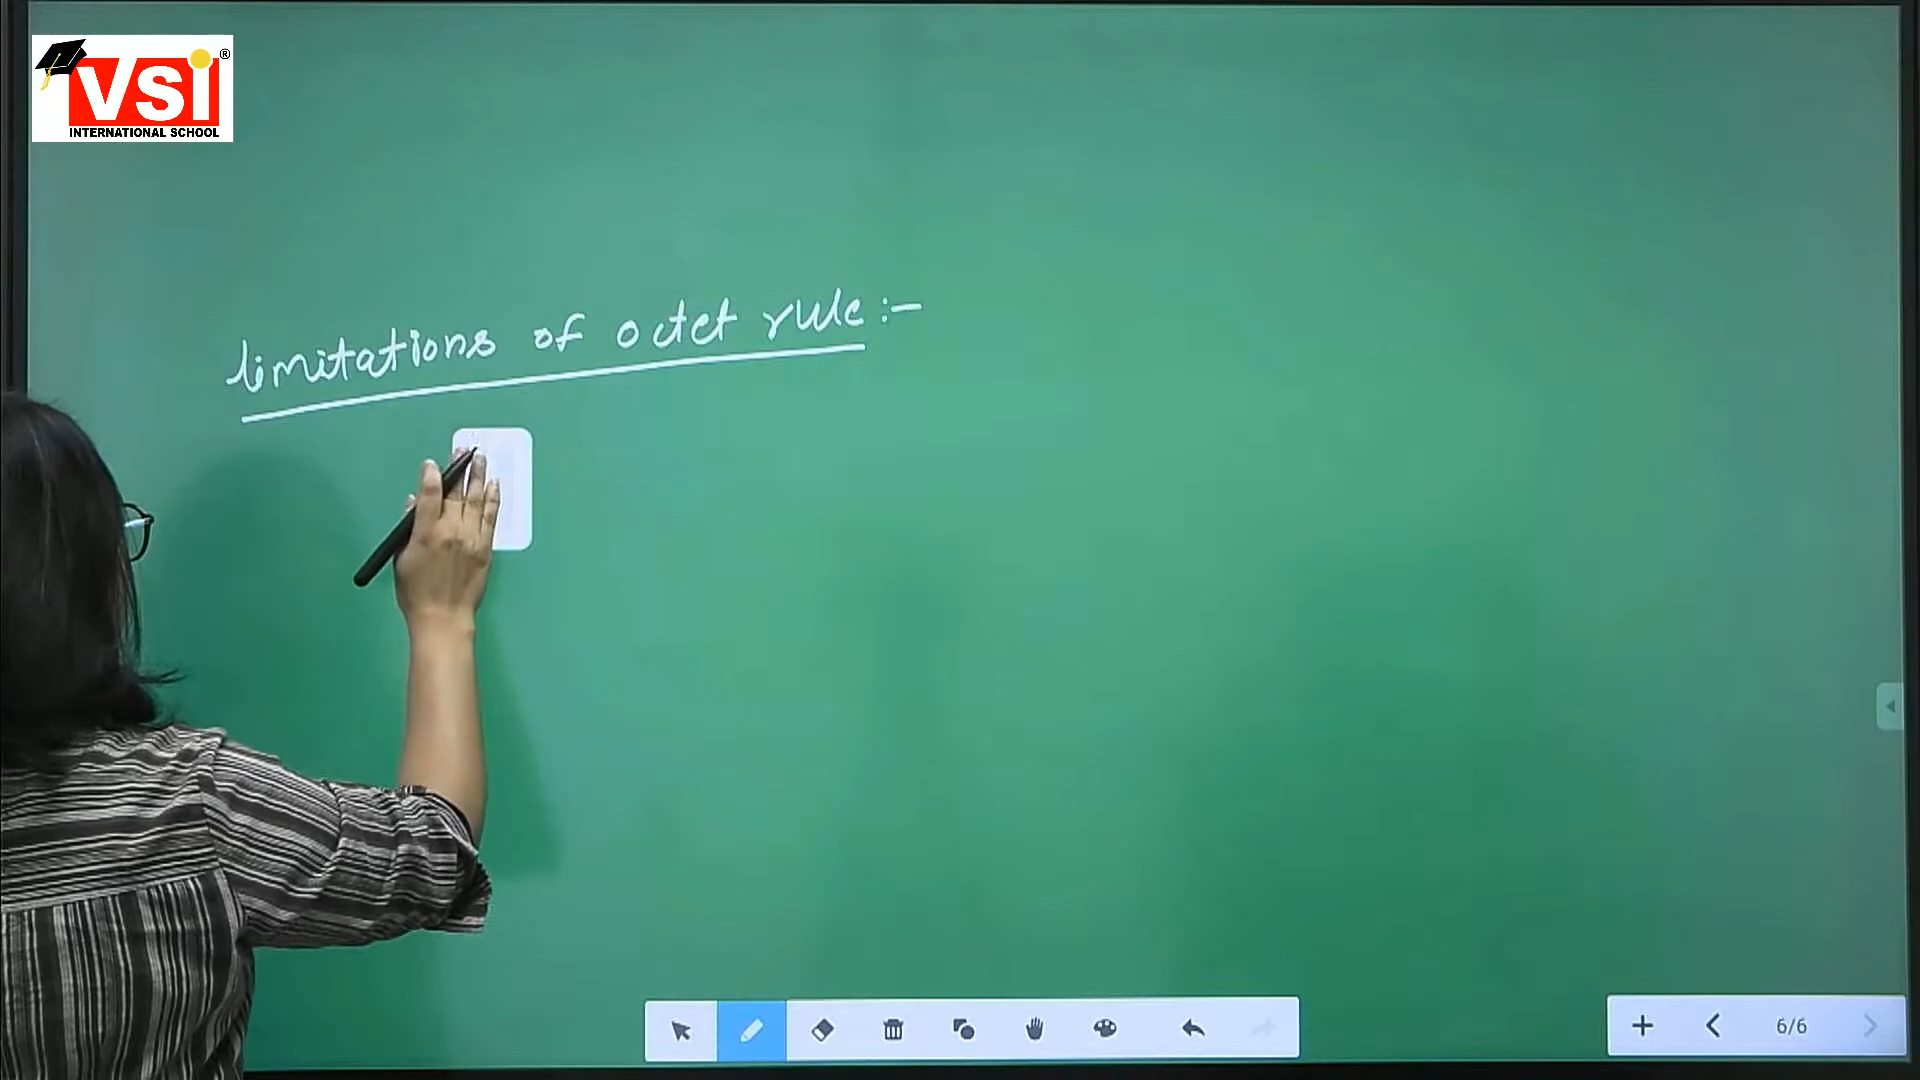 vsi ®
INTERNATIONAL SCHOOL
limitations of octet rule :-
6/6